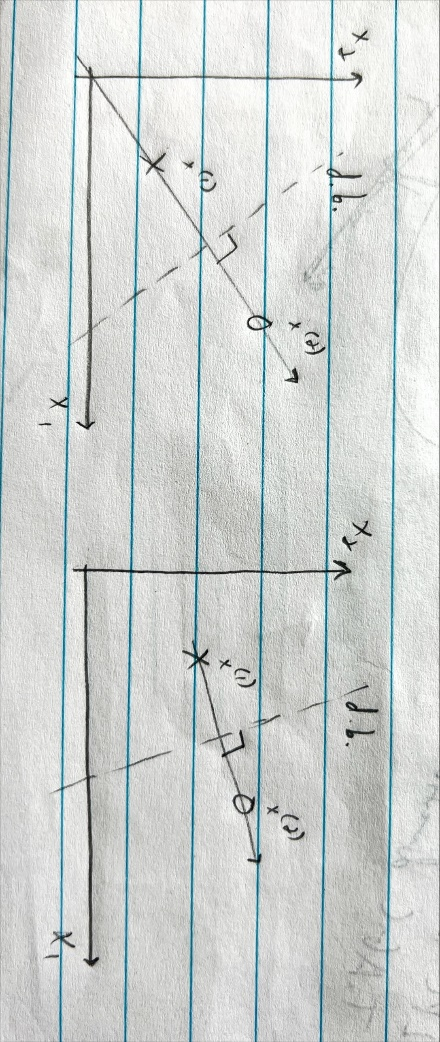 x₂
d.b.
x⁽¹⁾
x⁽²⁾
x₁
x₂
d.b.
x⁽¹⁾
x⁽²⁾
x₁